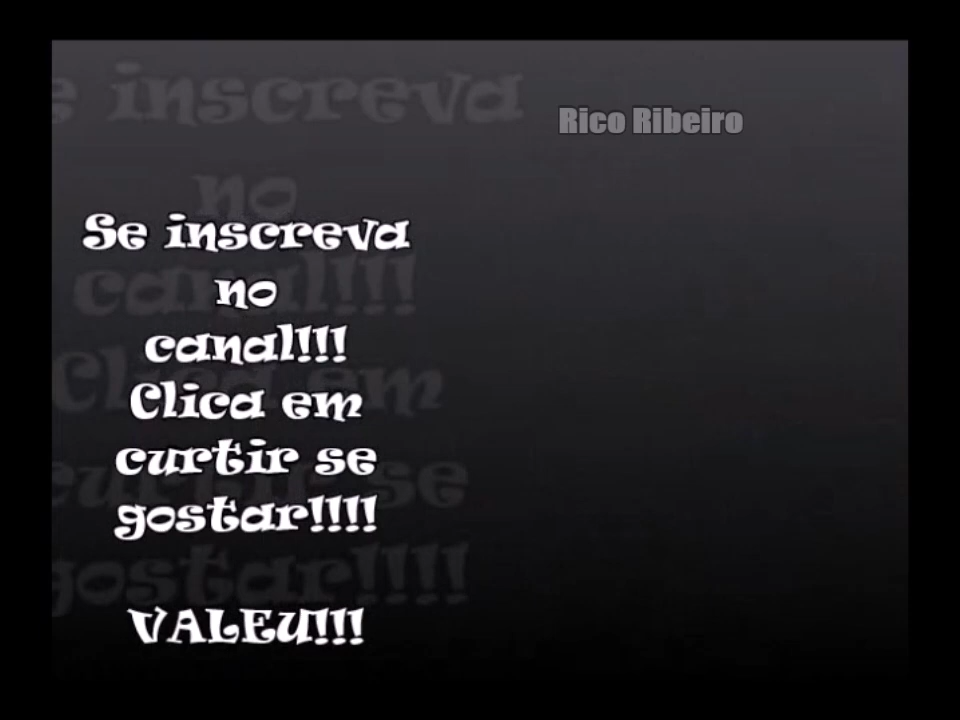 Rico Ribeiro
Se inscreva
no
canal!!!
Clica em
curtir se
gostar!!!!
VALEU!!!